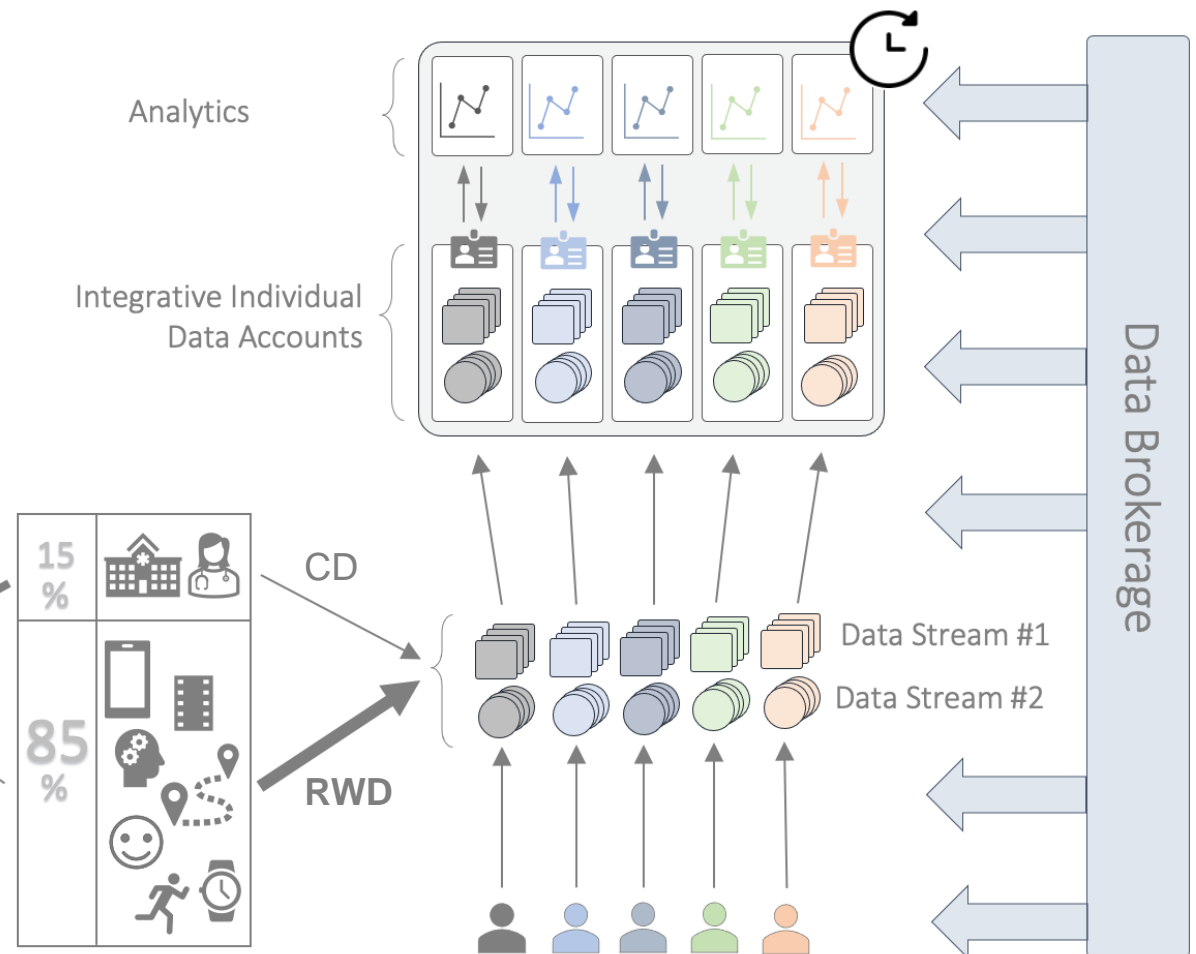 Analytics
Integrative Individual
Data Accounts
15
%
CD
85
%
RWD
Data Stream #1
Data Stream #2
Data Brokerage